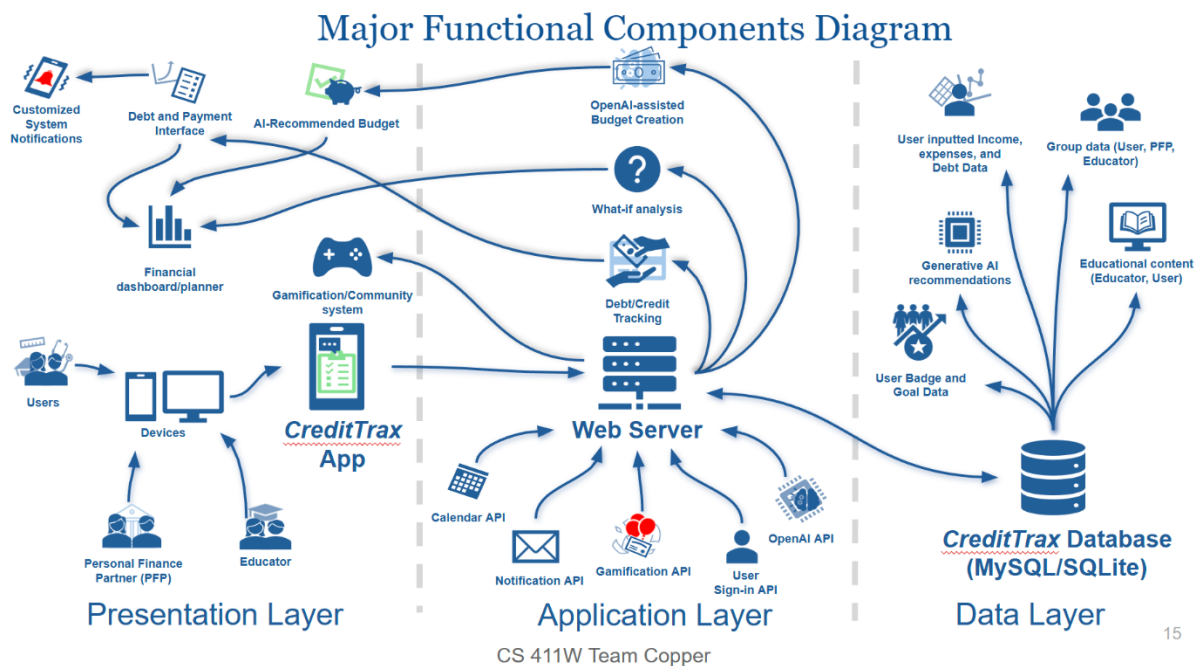 Major Functional Components Diagram
Customized
System
Notifications
Debt and Payment
Interface
AI-Recommended Budget
OpenAI-assisted
Budget Creation
User inputted Income,
expenses, and
Debt Data
Group data (User, PFP,
Educator)
?
What-if analysis
Financial
dashboard/planner
Gamification/Community
system
Debt/Credit
Tracking
Generative AI
recommendations
Educational content
(Educator, User)
User Badge and
Goal Data
Users
Devices
CreditTrax
App
Web Server
Personal Finance
Partner (PFP)
Educator
Calendar API
Notification API
Gamification API
User
Sign-in API
OpenAI API
CreditTrax Database
(MySQL/SQLite)
Presentation Layer
Application Layer
Data Layer
15
CS 411W Team Copper